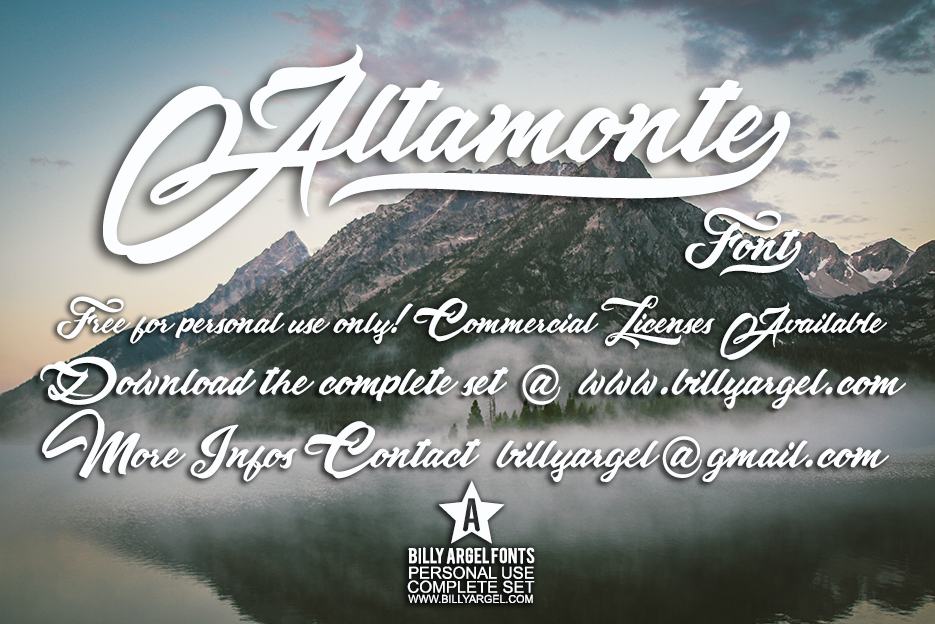 Altamonte
Font
Free for personal use only! Commercial Licenses Available
Download the complete set @ www.billyargel.com
More Infos Contact billyargel@gmail.com
A
BILLY ARGEL FONTS
PERSONAL USE
COMPLETE SET
WWW.BILLYARGEL.COM